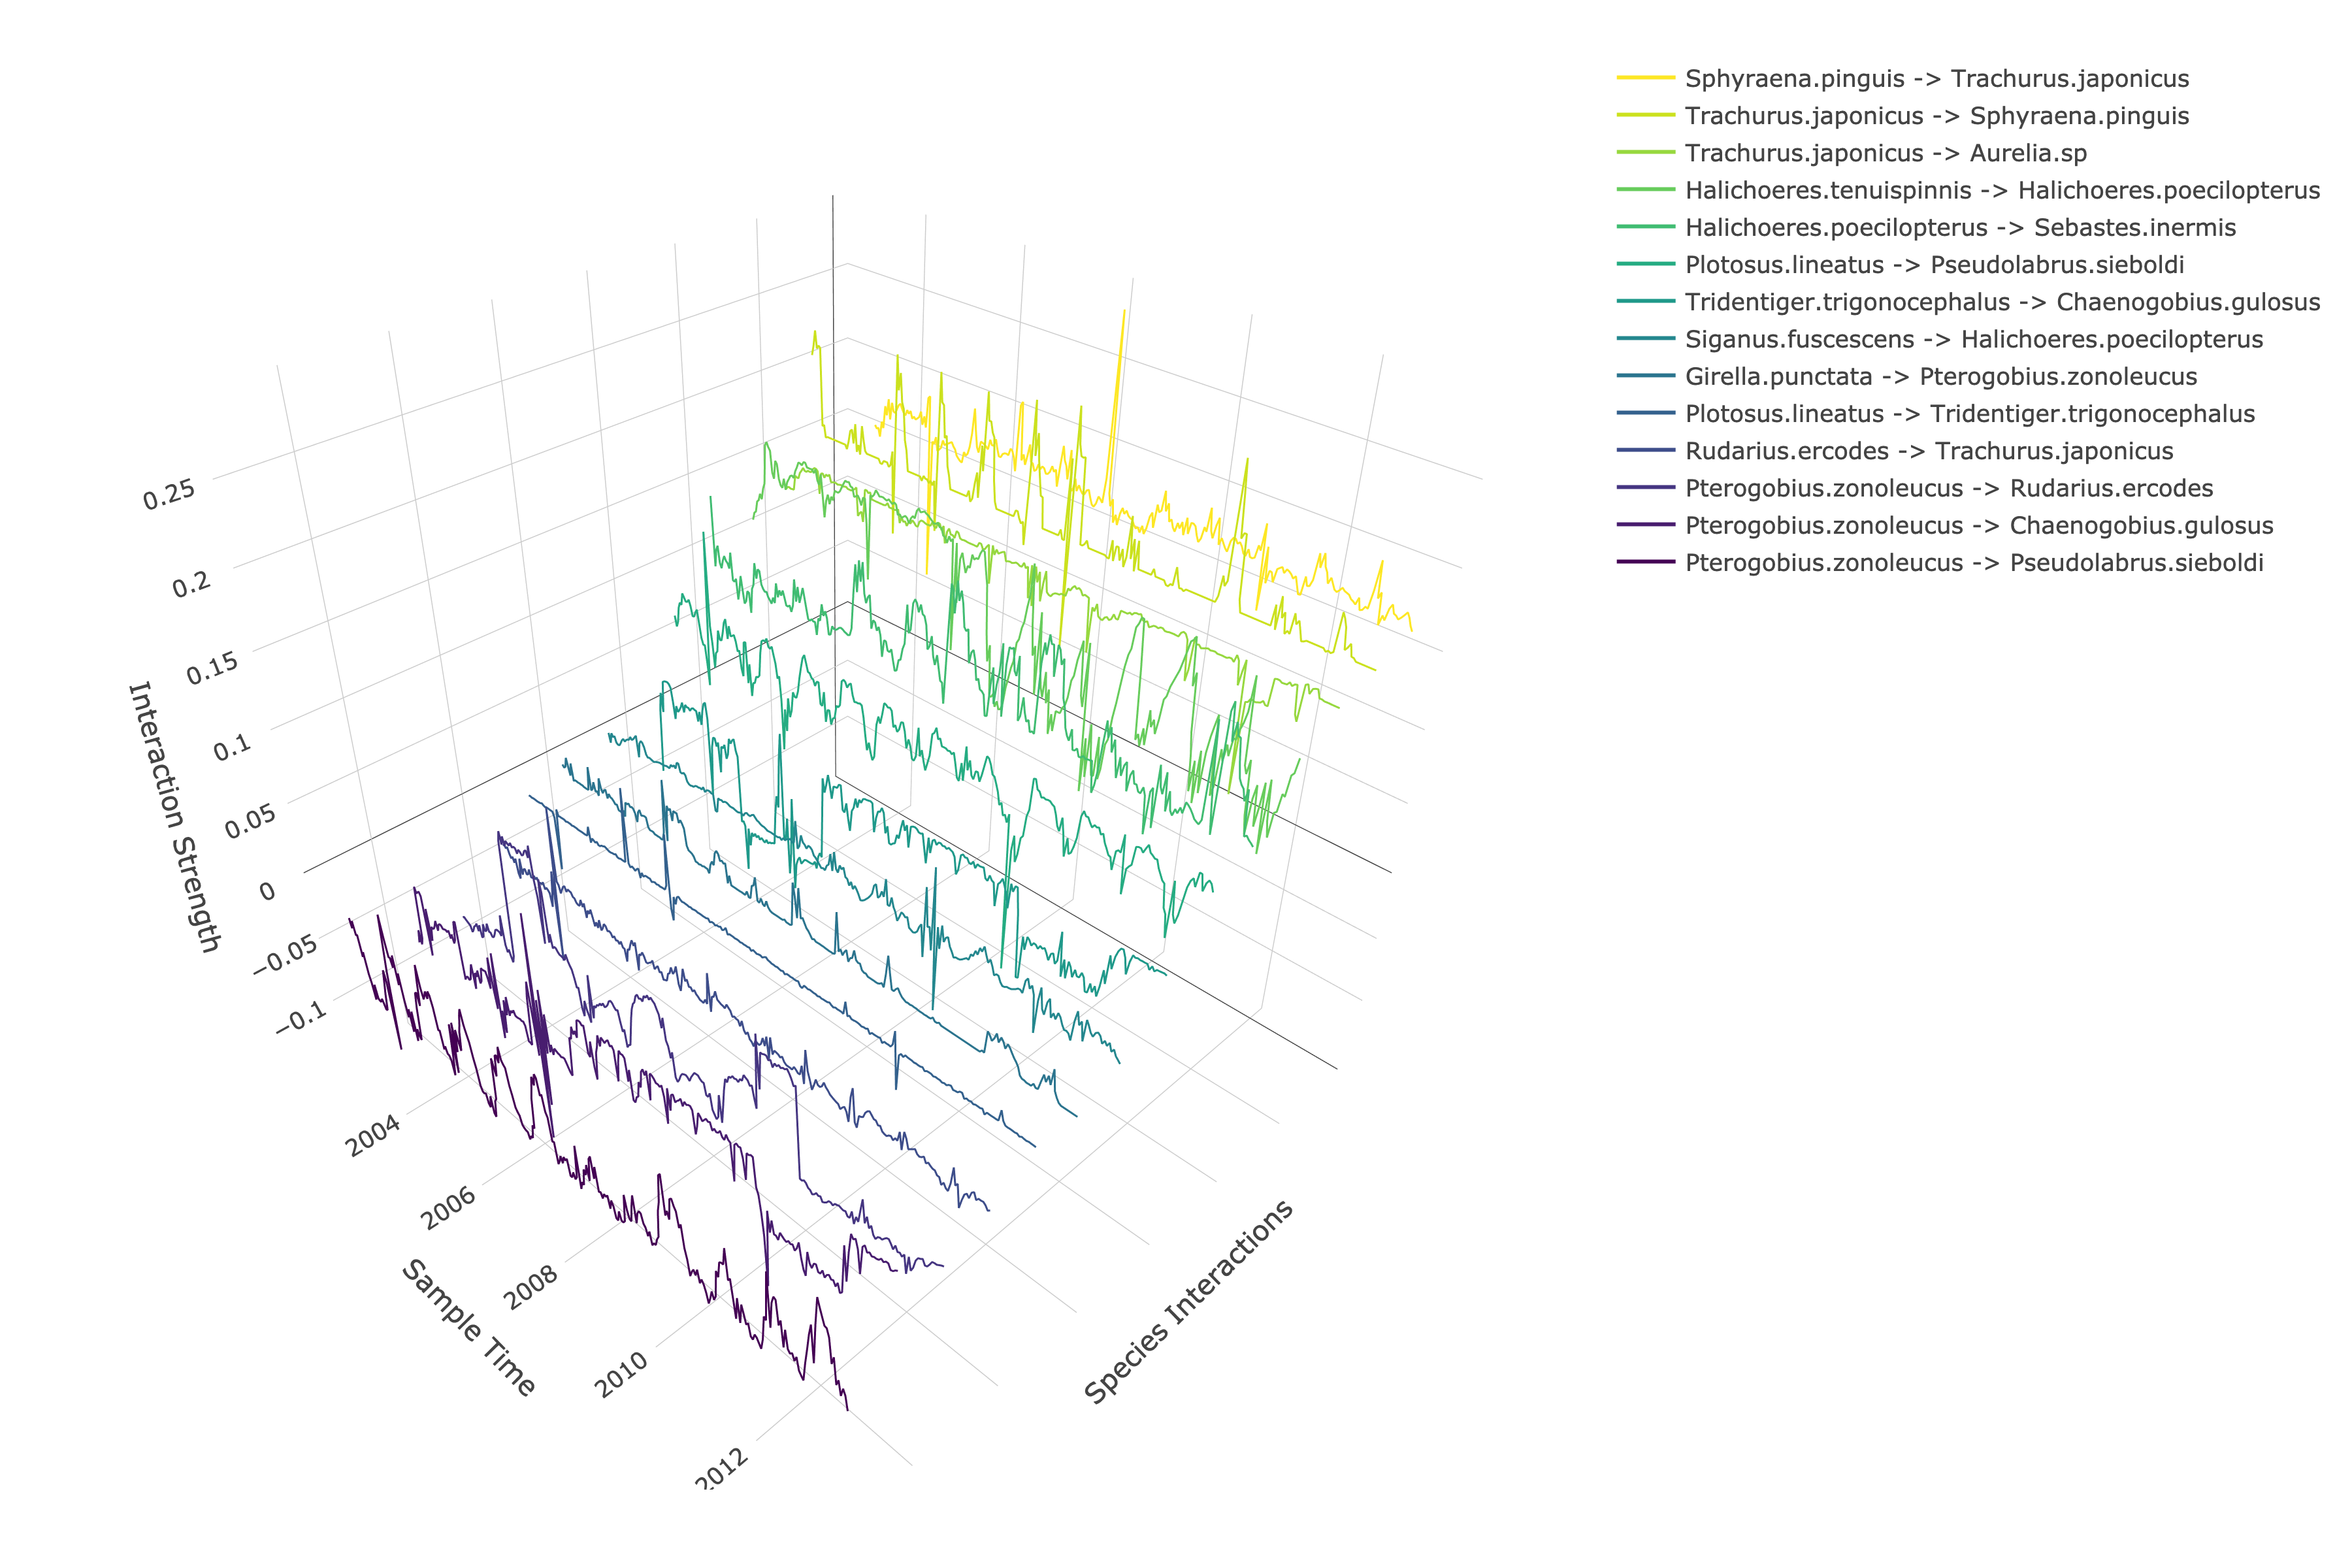 Sphyraena.pinguis -> Trachurus.japonicus
Trachurus.japonicus -> Sphyraena.pinguis
Trachurus.japonicus -> Aurelia.sp
Halichoeres.tenuispinnis -> Halichoeres.poecilopterus
Halichoeres.poecilopterus -> Sebastes.inermis
Plotosus.lineatus -> Pseudolabrus.sieboldi
Tridentiger.trigonocephalus -> Chaenogobius.gulosus
Siganus.fuscescens -> Halichoeres.poecilopterus
Girella.punctata -> Pterogobius.zonoleucus
Plotosus.lineatus -> Tridentiger.trigonocephalus
Rudarius.ercodes -> Trachurus.japonicus
Pterogobius.zonoleucus -> Rudarius.ercodes
Pterogobius.zonoleucus -> Chaenogobius.gulosus
Pterogobius.zonoleucus -> Pseudolabrus.sieboldi
0.25
0.2
0.15
0.1
0.05
0
−0.05
−0.1
Interaction Strength
2004
2006
2008
2010
2012
Sample Time
Species Interactions